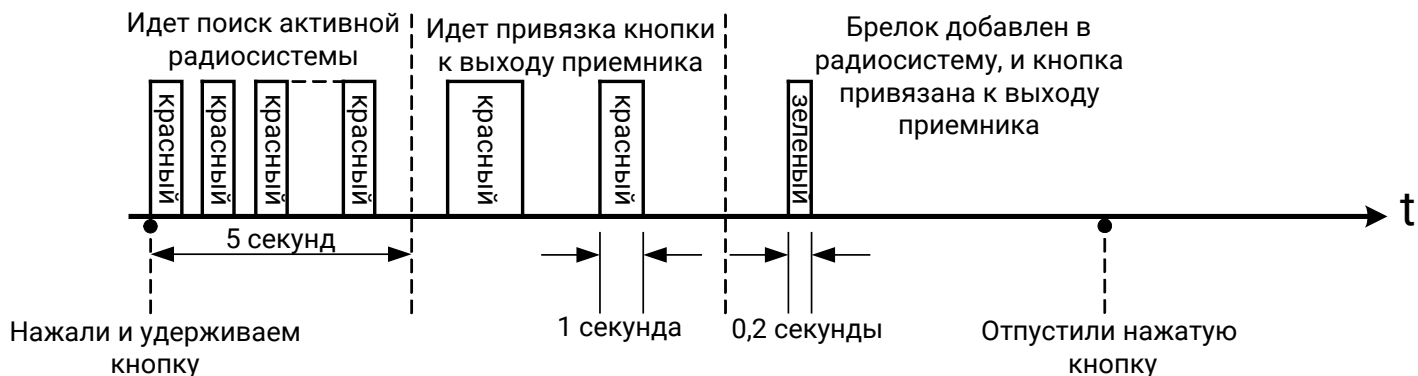 Идет поиск активной
радиосистемы
Идет привязка кнопки
к выходу приемника
Брелок добавлен в
радиосистему, и кнопка
привязана к выходу
приемника
красный
красный
красный
красный
красный
красный
зеленый
t
5 секунд
1 секунда
0,2 секунды
Нажали и удерживаем
кнопку
Отпустили нажатую
кнопку